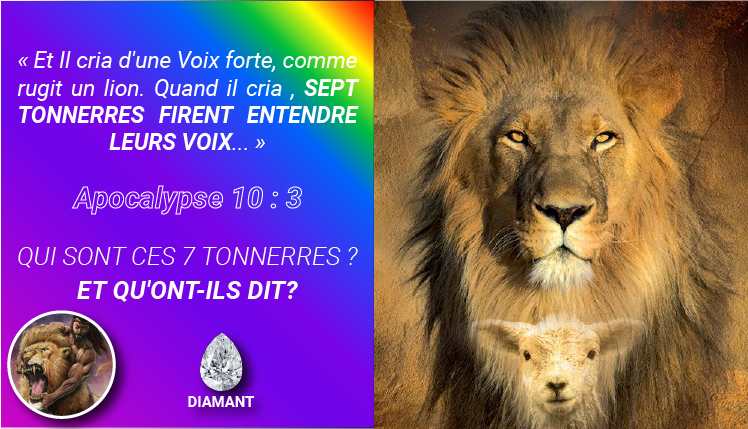 « Et Il cria d'une Voix forte, comme
rugit un lion. Quand il cria , SEPT
TONNERRES FIRENT ENTENDRE
LEURS VOIX... »
Apocalypse 10 : 3
QUI SONT CES 7 TONNERRES ?
ET QU'ONT-ILS DIT?
DIAMANT